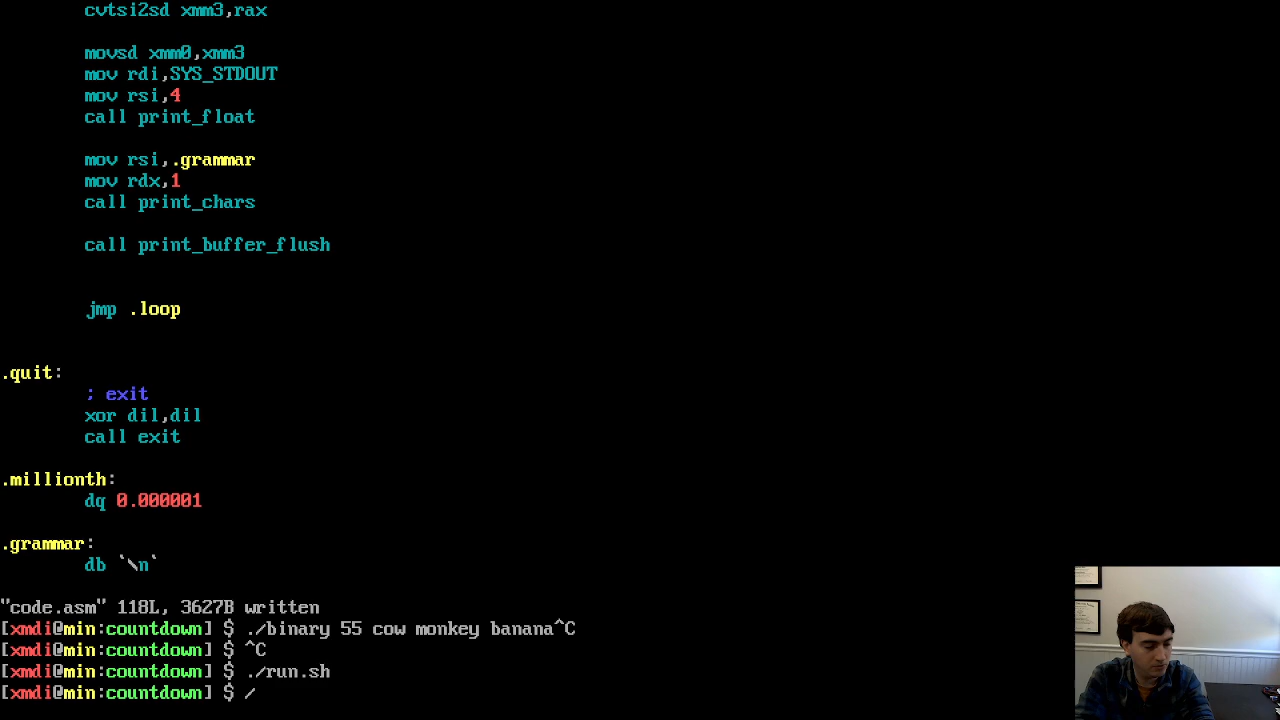 cvtsi2sd xmm3,rax
movsd xmm0,xmm3
mov rdi,SYS_STDOUT
mov rsi,4
call print_float
mov rsi,.grammar
mov rdx,1
call print_chars
call print_buffer_flush
jmp .loop
.quit:
; exit
xor dil,dil
call exit
.millionth:
dq 0.000001
.grammar:
db `\n`
"code.asm" 118L, 3627B written
[xmdi@min:countdown] $ ./binary 55 cow monkey banana^C
[xmdi@min:countdown] $ ^C
[xmdi@min:countdown] $ ./run.sh
[xmdi@min:countdown] $ /